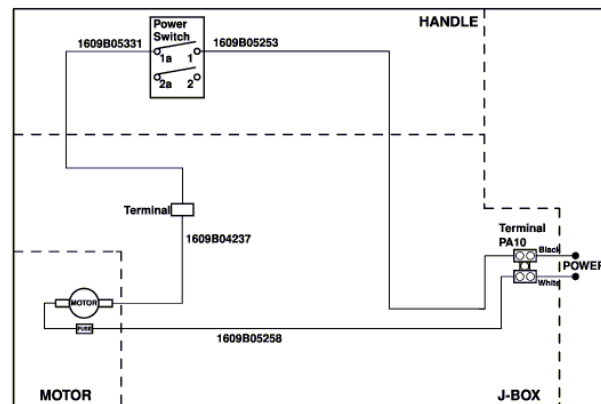 HANDLE
Power
Switch
1609B05331
1609B05253
1a
1
2a
2
Terminal
1609B04237
Terminal
PA10
Black
POWER
White
MOTOR
FUSE
1609B05258
MOTOR
J-BOX